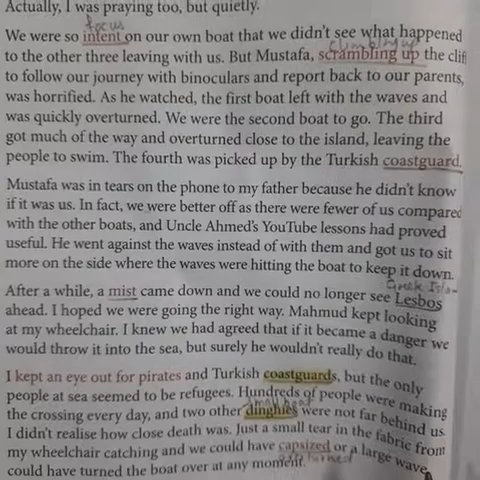 Actually, I was praying too, but quietly.
focus
We were so intent on our own boat that we didn't see what happened
climbing up
to the other three leaving with us. But Mustafa, scrambling up the cliff
to follow our journey with binoculars and report back to our parents,
was horrified. As he watched, the first boat left with the waves and
was quickly overturned. We were the second boat to go. The third
got much of the way and overturned close to the island, leaving the
people to swim. The fourth was picked up by the Turkish coastguard.
Mustafa was in tears on the phone to my father because he didn't know
if it was us. In fact, we were better off as there were fewer of us compared
with the other boats, and Uncle Ahmed's YouTube lessons had proved
useful. He went against the waves instead of with them and got us to sit
more on the side where the waves were hitting the boat to keep it down.
Greek Islan
After a while, a mist came down and we could no longer see Lesbos
ahead. I hoped we were going the right way. Mahmud kept looking
at my wheelchair. I knew we had agreed that if it became a danger we
would throw it into the sea, but surely he wouldn't really do that.
I kept an eye out for pirates and Turkish coastguards, but the only
people at sea seemed to be refugees. Hundreds of people were making
small boat
the crossing every day, and two other dinghies were not far behind us.
I didn't realise how close death was. Just a small tear in the fabric from
my wheelchair catching and we could have capsized or a large wave
overturned
could have turned the boat over at any moment.